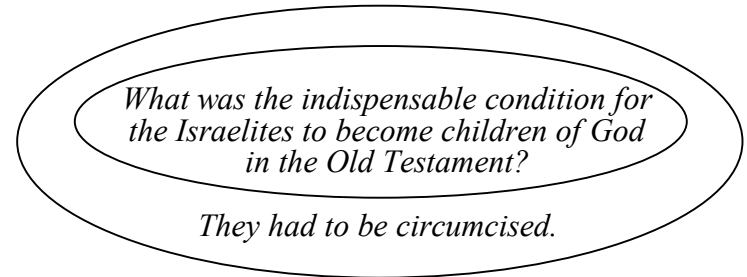 What was the indispensable condition for
the Israelites to become children of God
in the Old Testament?
They had to be circumcised.